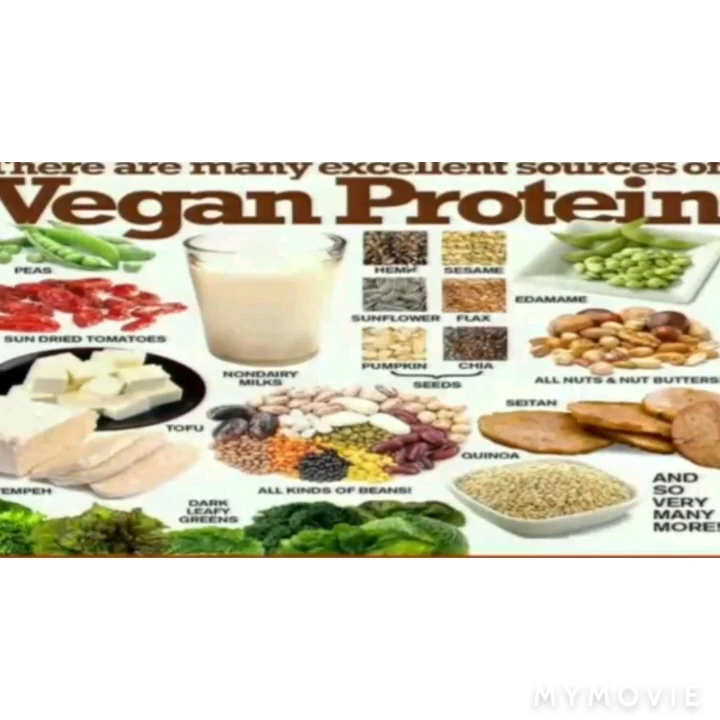 There are many excellent sources of
Vegan Protein
PEAS
HEMP
SESAME
EDAMAME
SUN DRIED TOMATOES
SUNFLOWER
FLAX
NONDAIRY
MILKS
PUMPKIN
CHIA
SEEDS
ALL NUTS & NUT BUTTERS
TOFU
SEITAN
QUINOA
TEMPEH
ALL KINDS OF BEANS!
DARK
LEAFY
GREENS
AND
SO
VERY
MANY
MORE!
MYMOVIE